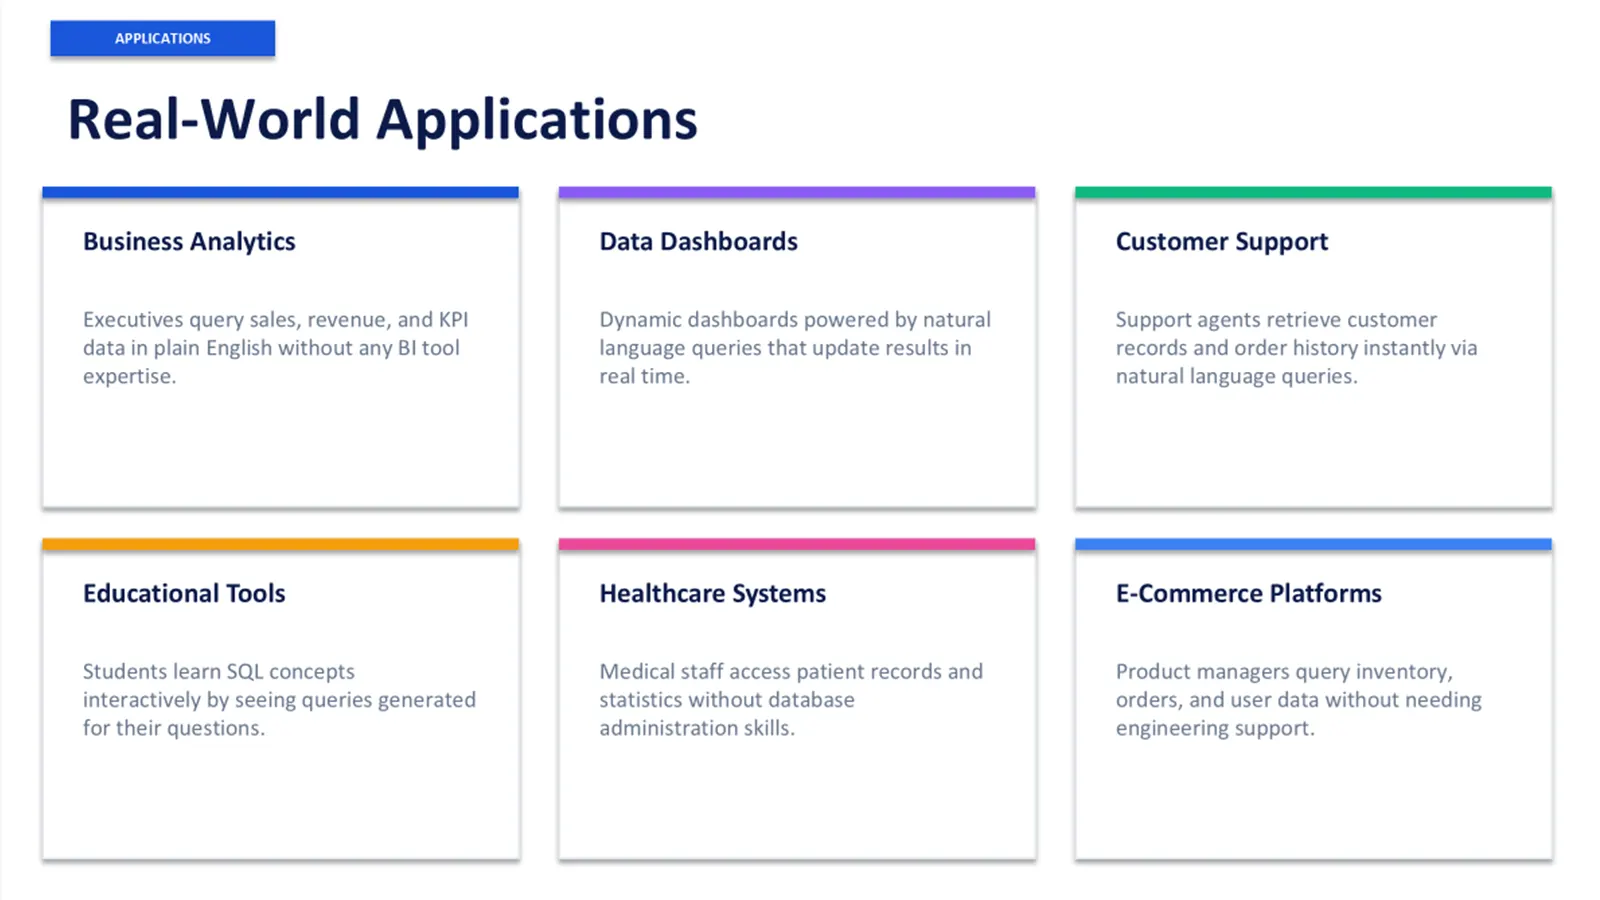 APPLICATIONS
Real-World Applications
Business Analytics
Executives query sales, revenue, and KPI
data in plain English without any BI tool
expertise.
Data Dashboards
Dynamic dashboards powered by natural
language queries that update results in
real time.
Customer Support
Support agents retrieve customer
records and order history instantly via
natural language queries.
Educational Tools
Students learn SQL concepts
interactively by seeing queries generated
for their questions.
Healthcare Systems
Medical staff access patient records and
statistics without database
administration skills.
E-Commerce Platforms
Product managers query inventory,
orders, and user data without needing
engineering support.